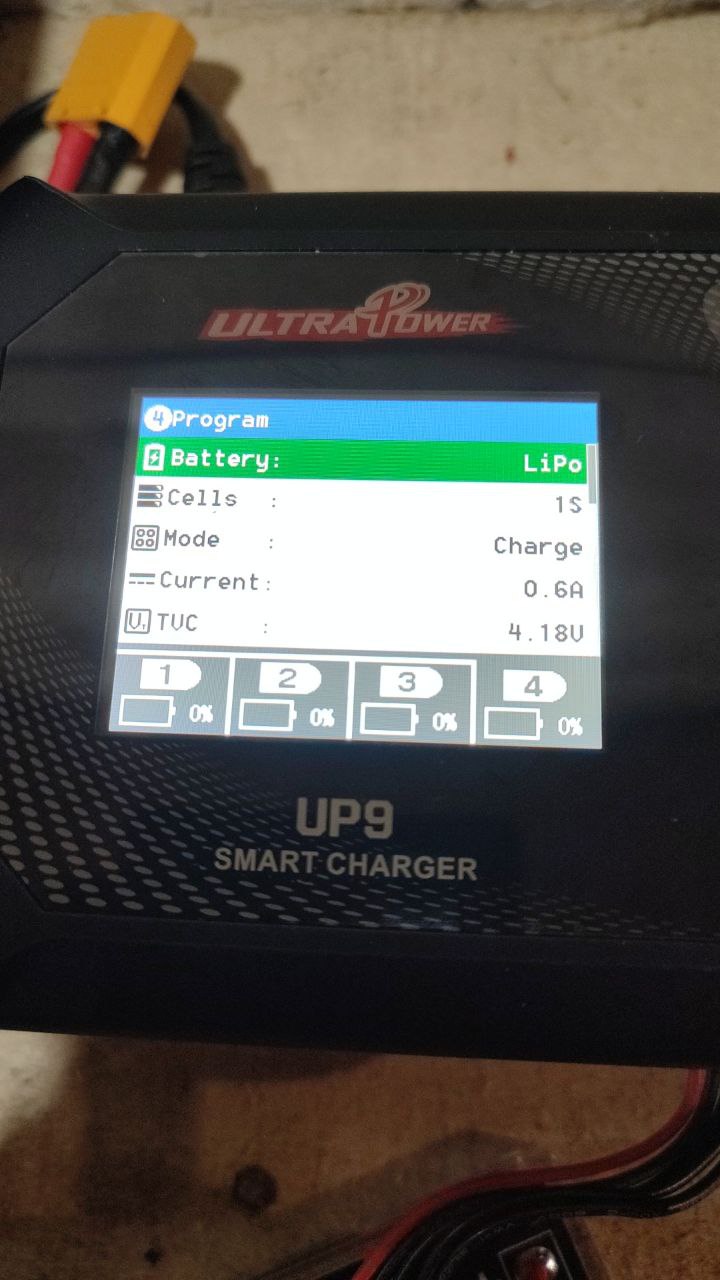 ULTRA POWER
4 Program
Battery: LiPo
Cells : 1S
Mode : Charge
Current: 0.6A
TVC : 4.18V
1 2 3 4
0% 0% 0% 0%
UP9
SMART CHARGER